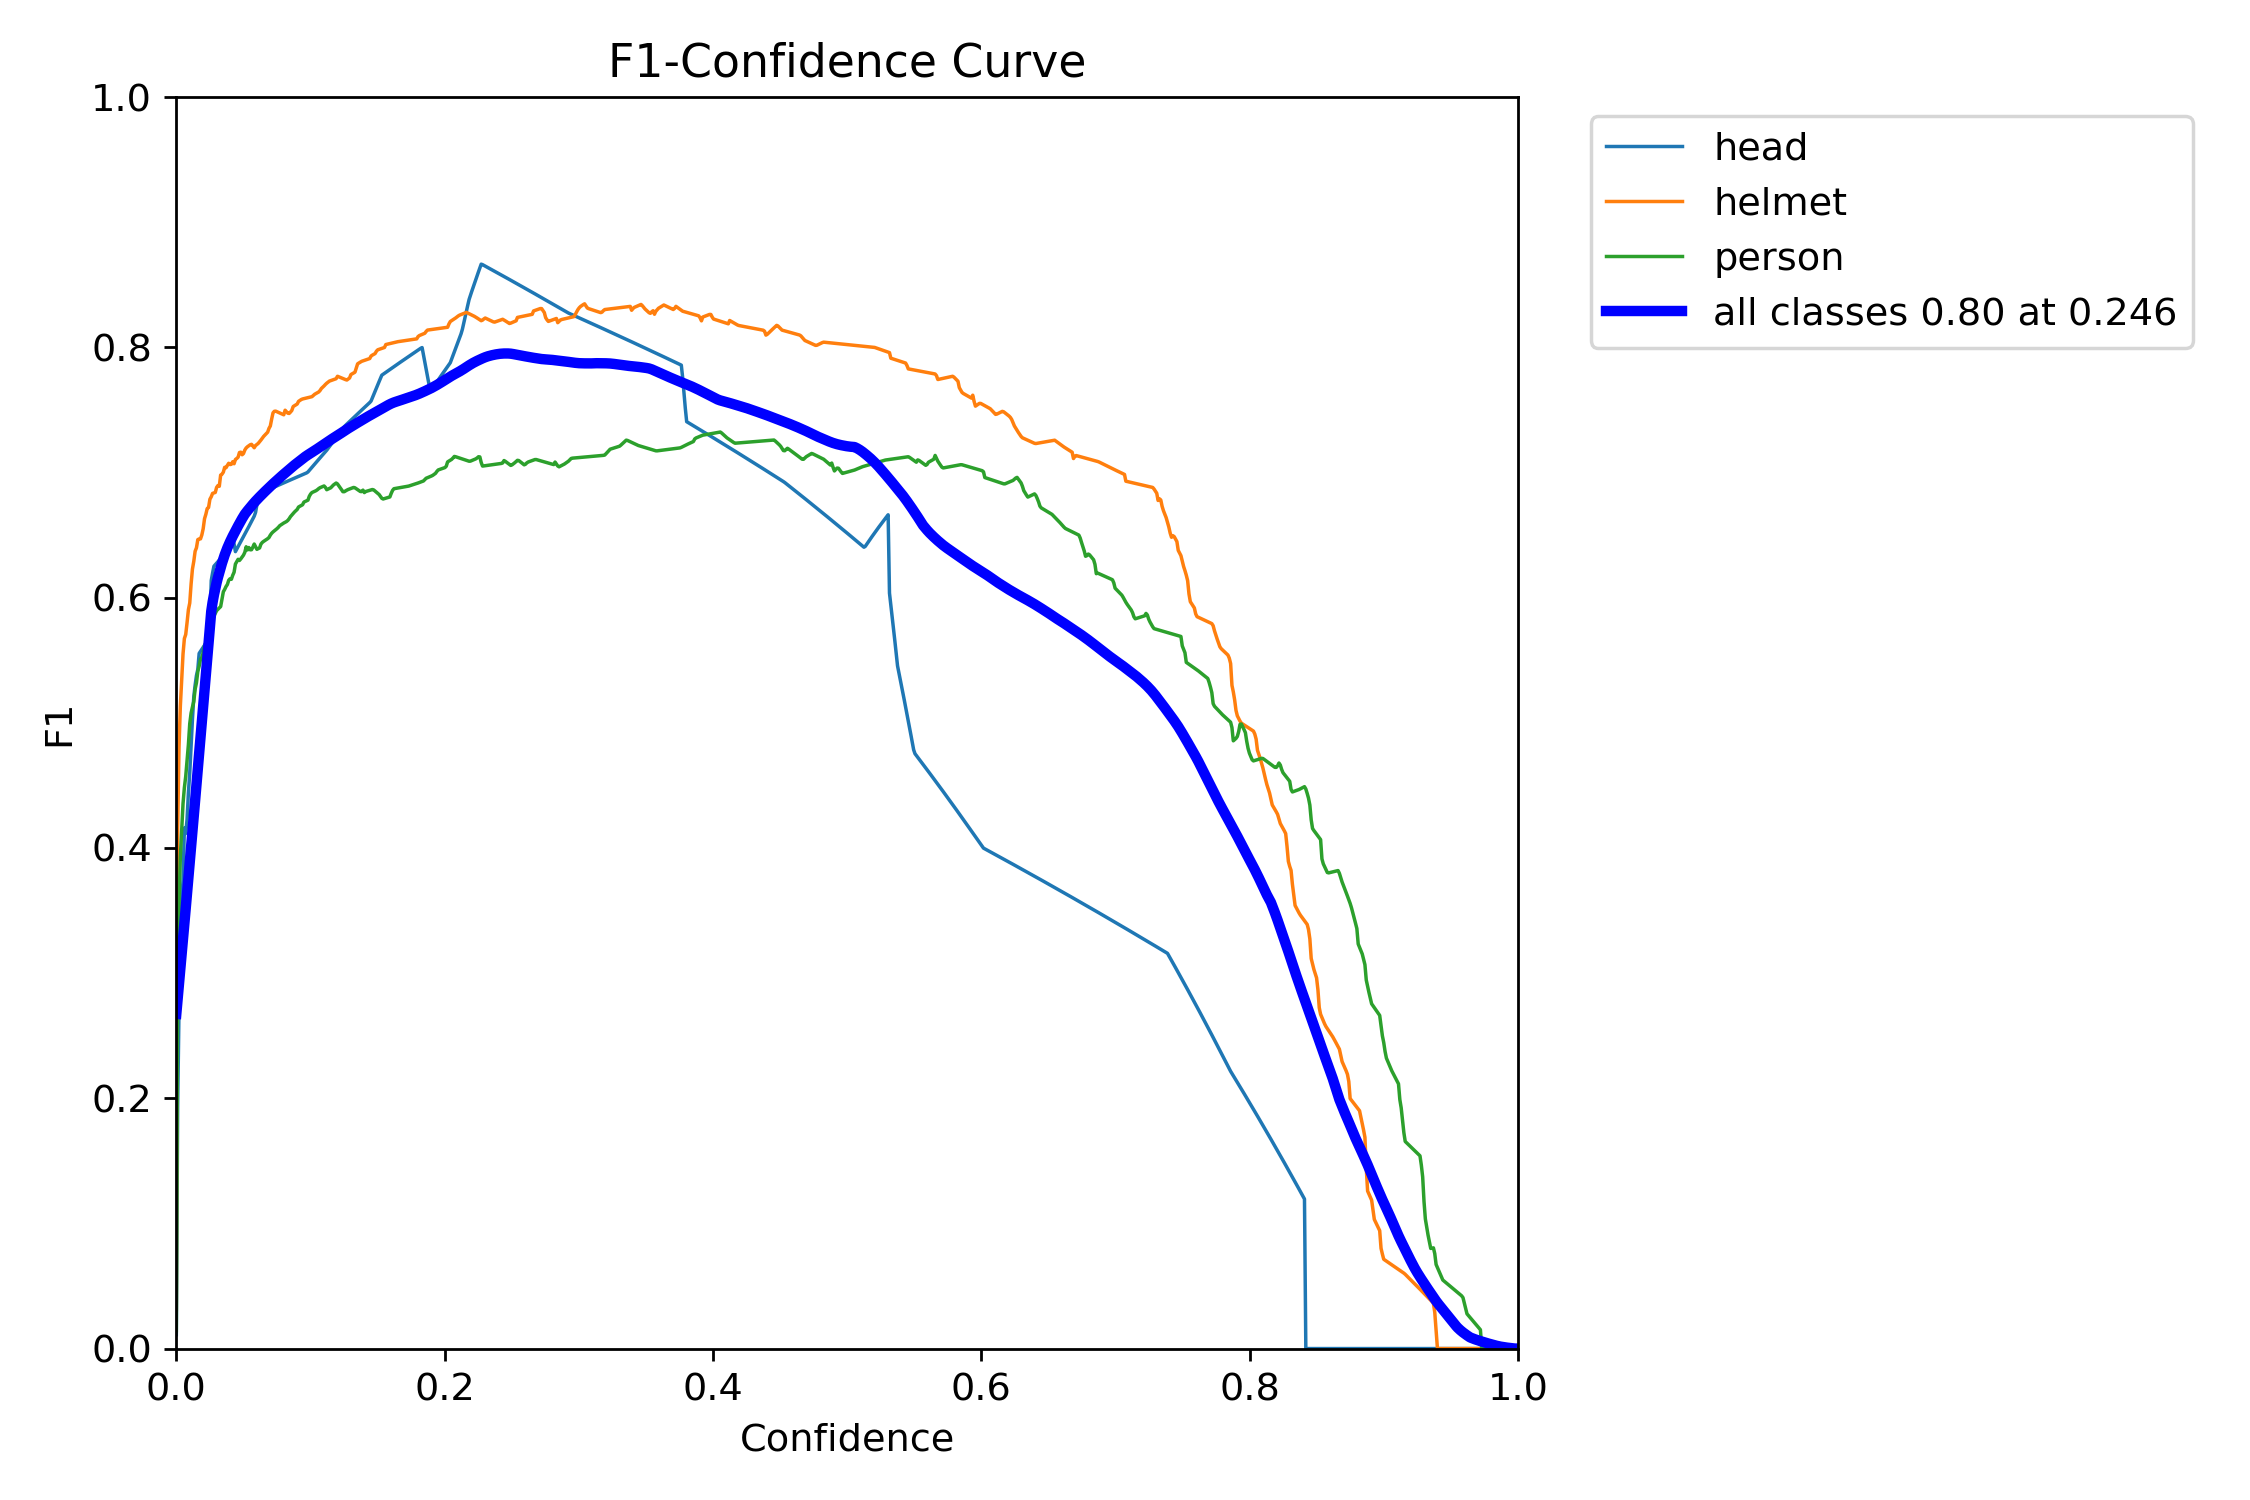 F1-Confidence Curve
1.0
0.8
0.6
0.4
0.2
0.0
F1
0.0 0.2 0.4 0.6 0.8 1.0
Confidence
head
helmet
person
all classes 0.80 at 0.246